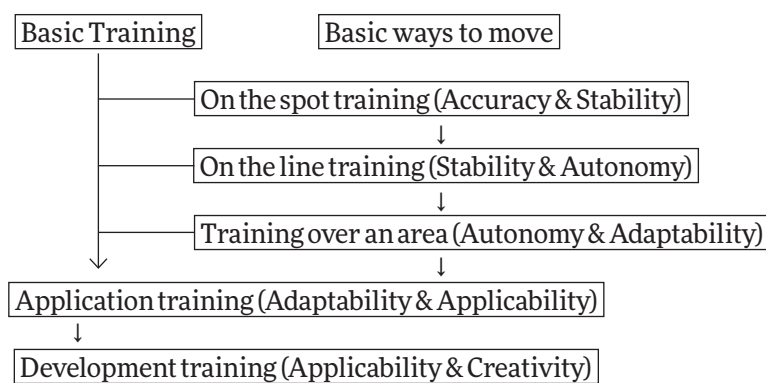 Basic Training
Basic ways to move
On the spot training (Accuracy & Stability)
On the line training (Stability & Autonomy)
Training over an area (Autonomy & Adaptability)
Application training (Adaptability & Applicability)
Development training (Applicability & Creativity)